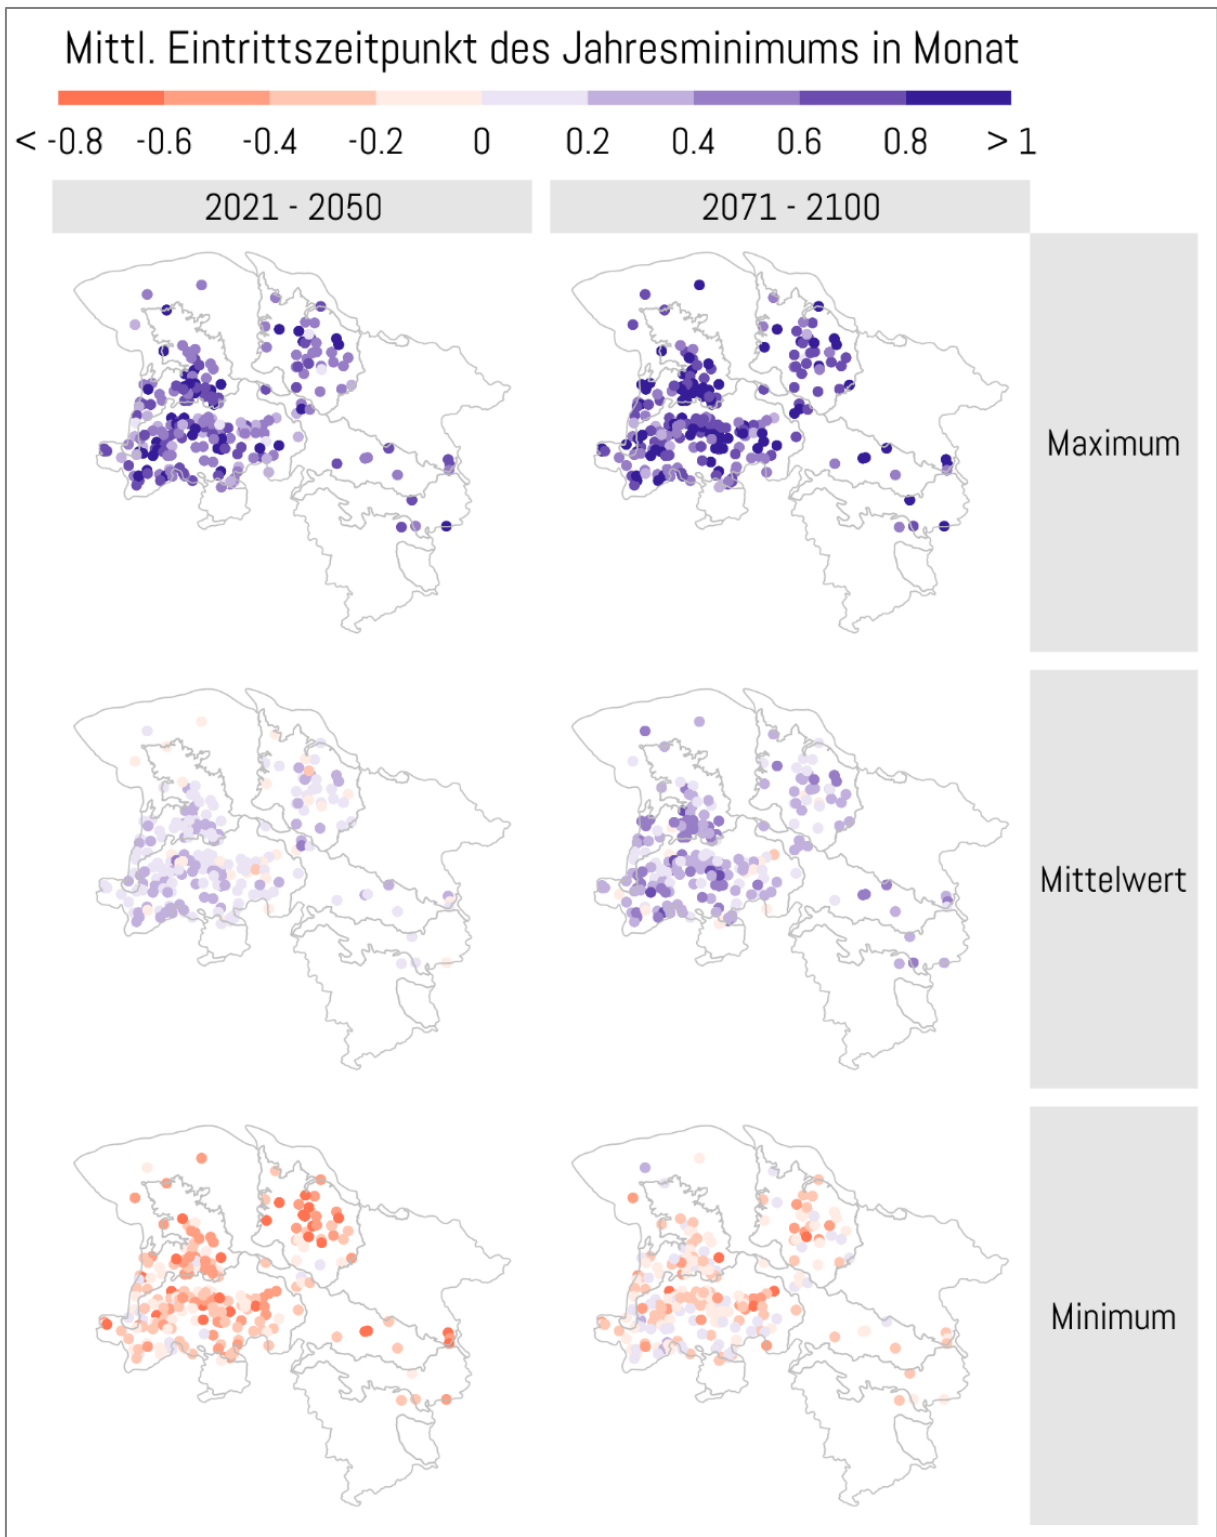 Mittl. Eintrittszeitpunkt des Jahresminimums in Monat
< -0.8 -0.6 -0.4 -0.2 0 0.2 0.4 0.6 0.8 > 1
2021 - 2050 2071 - 2100
Maximum
Mittelwert
Minimum